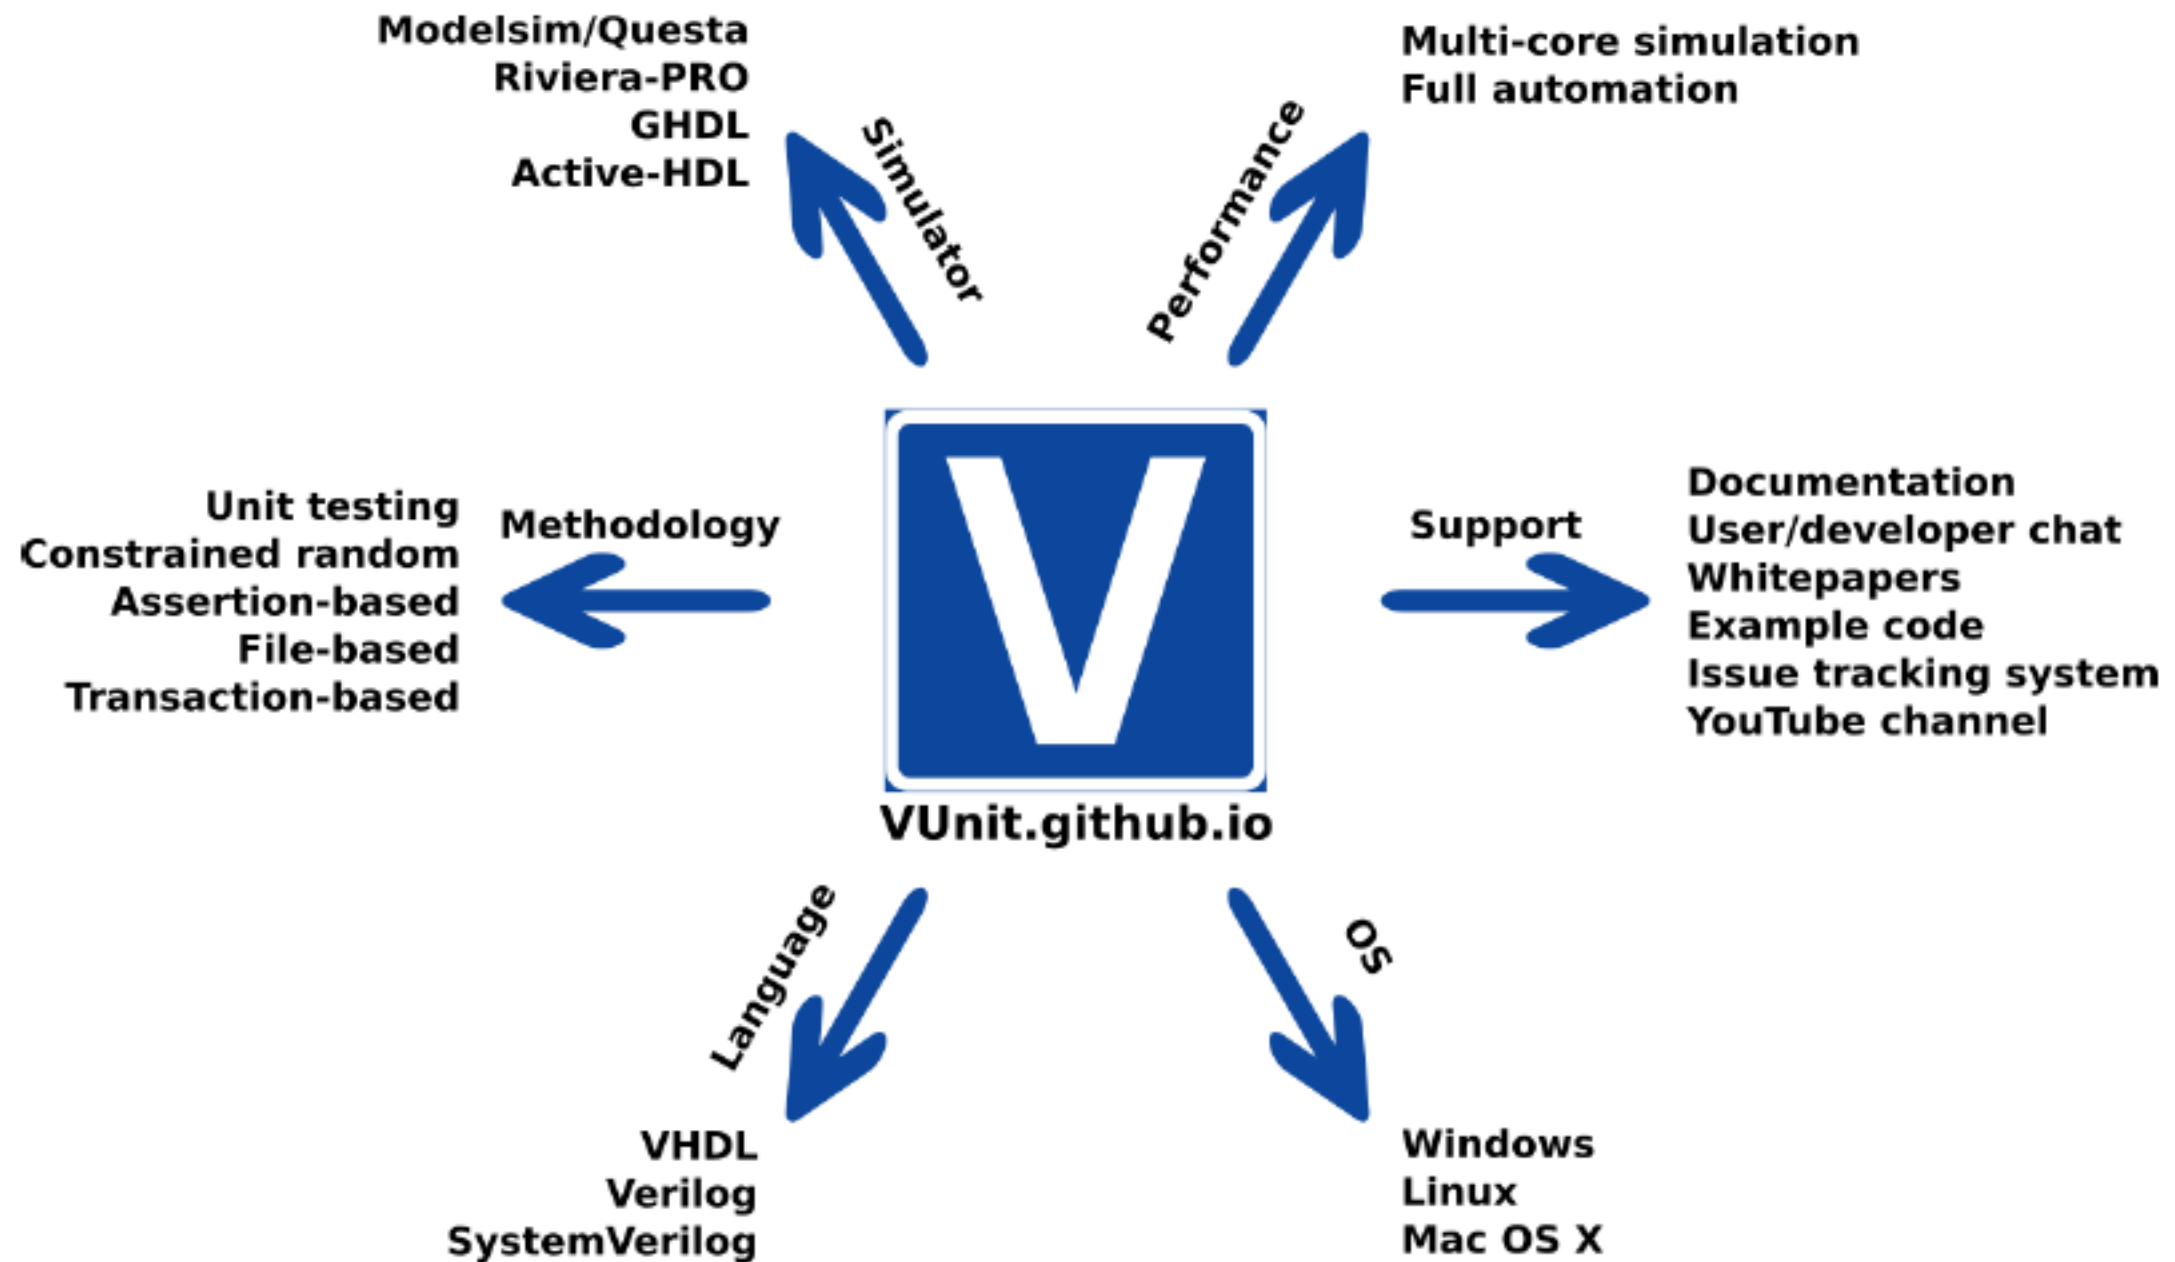 Modelsim/Questa
Riviera-PRO
GHDL
Active-HDL
Simulator
Performance
Multi-core simulation
Full automation
Unit testing
Constrained random
Assertion-based
File-based
Transaction-based
Methodology
V
Support
Documentation
User/developer chat
Whitepapers
Example code
Issue tracking system
YouTube channel
VUnit.github.io
Language
VHDL
Verilog
SystemVerilog
OS
Windows
Linux
Mac OS X